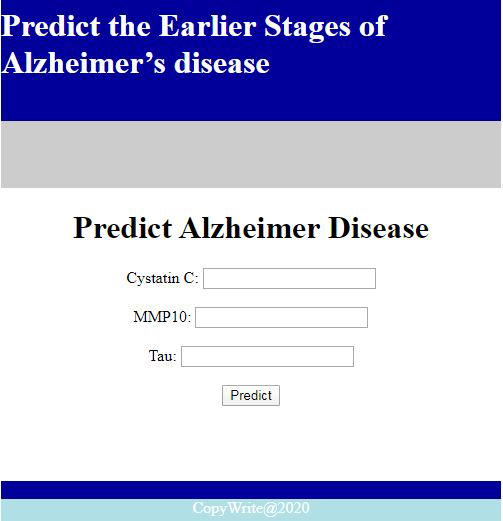 Predict the Earlier Stages of
Alzheimer’s disease
Predict Alzheimer Disease
Cystatin C:
MMP10:
Tau:
Predict
CopyWrite@2020